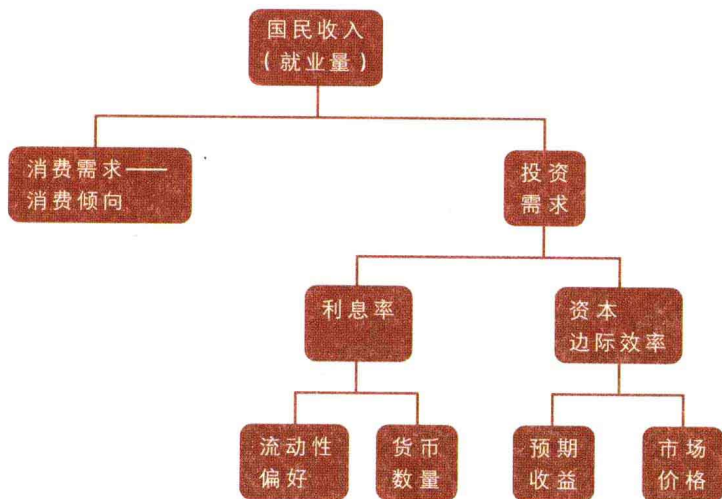 国民收入
(就业量)
消费需求——
消费倾向
投资
需求
利息率
资本
边际效率
流动性
偏好
货币
数量
预期
收益
市场
价格